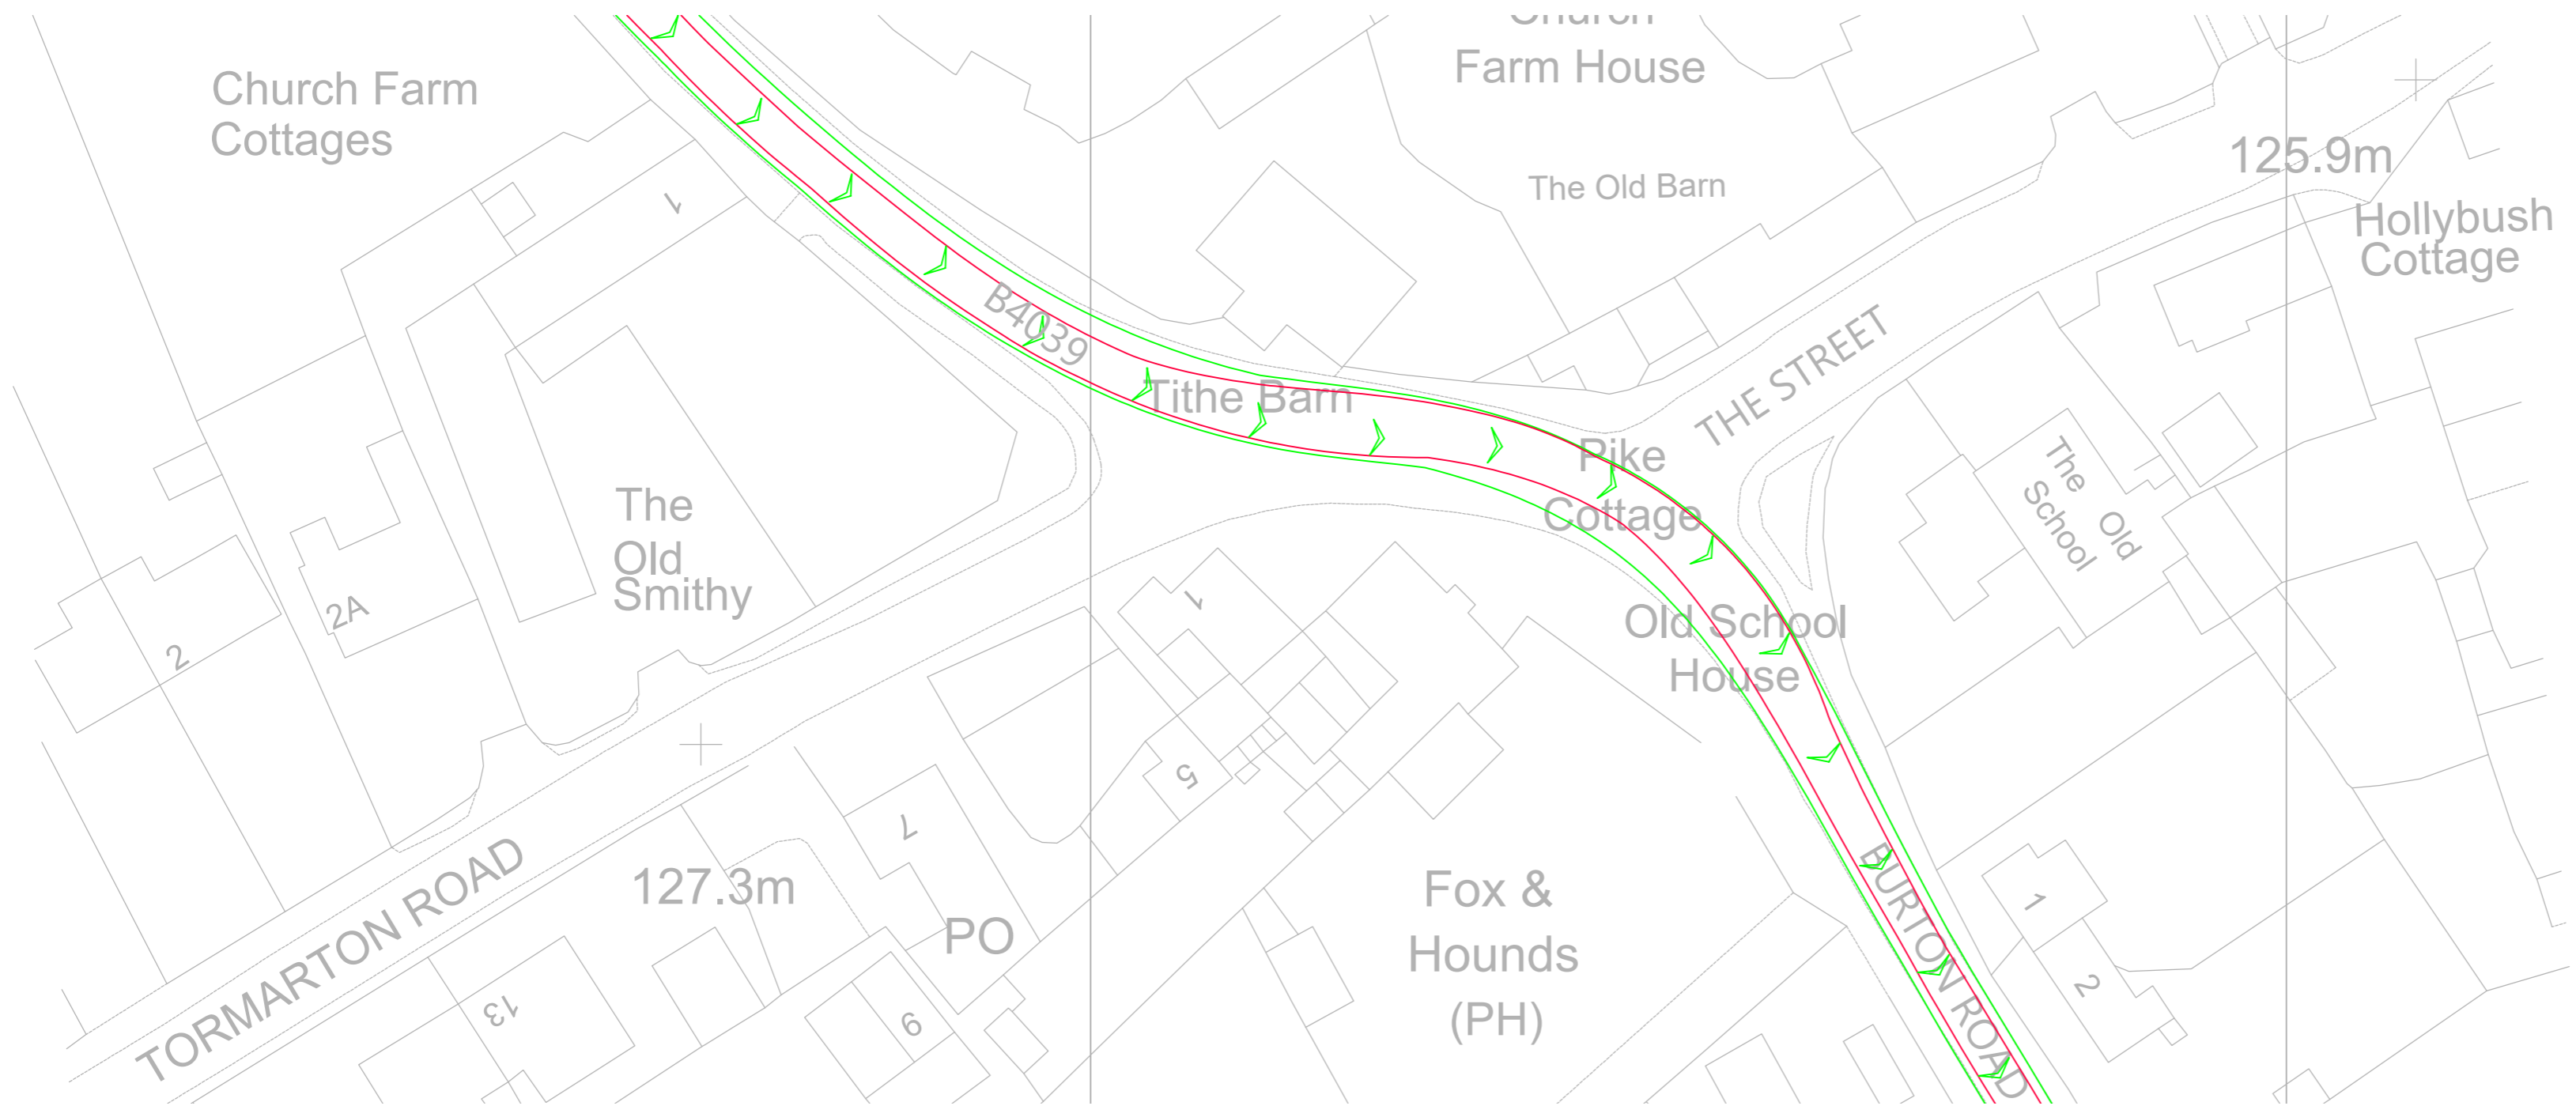 Church
Farm House
Church Farm
Cottages
125.9m
The Old Barn
1
Hollybush
Cottage
B4039
THE STREET
Tithe Barn
Pike
Cottage
The Old
School
The
Old
Smithy
2A
2
1
Old School
House
5
7
127.3m
TORMARTON ROAD
PO
Fox &
Hounds
(PH)
BURTON ROAD
1
2
13
9